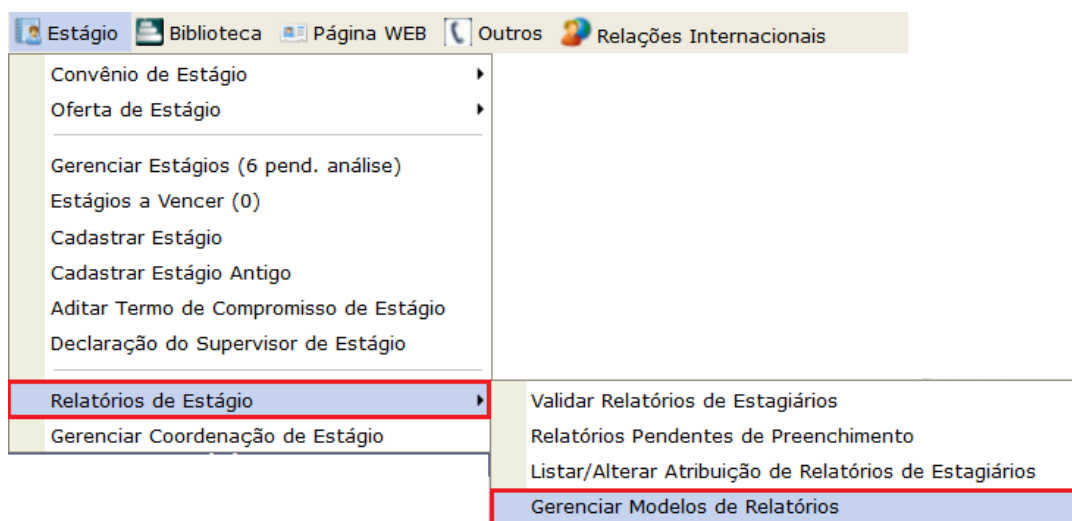 Estágio Biblioteca Página WEB Outros Relações Internacionais
Convênio de Estágio
Oferta de Estágio
Gerenciar Estágios (6 pend. análise)
Estágios a Vencer (0)
Cadastrar Estágio
Cadastrar Estágio Antigo
Aditar Termo de Compromisso de Estágio
Declaração do Supervisor de Estágio
Relatórios de Estágio
Gerenciar Coordenação de Estágio
Validar Relatórios de Estagiários
Relatórios Pendentes de Preenchimento
Listar/Alterar Atribuição de Relatórios de Estagiários
Gerenciar Modelos de Relatórios